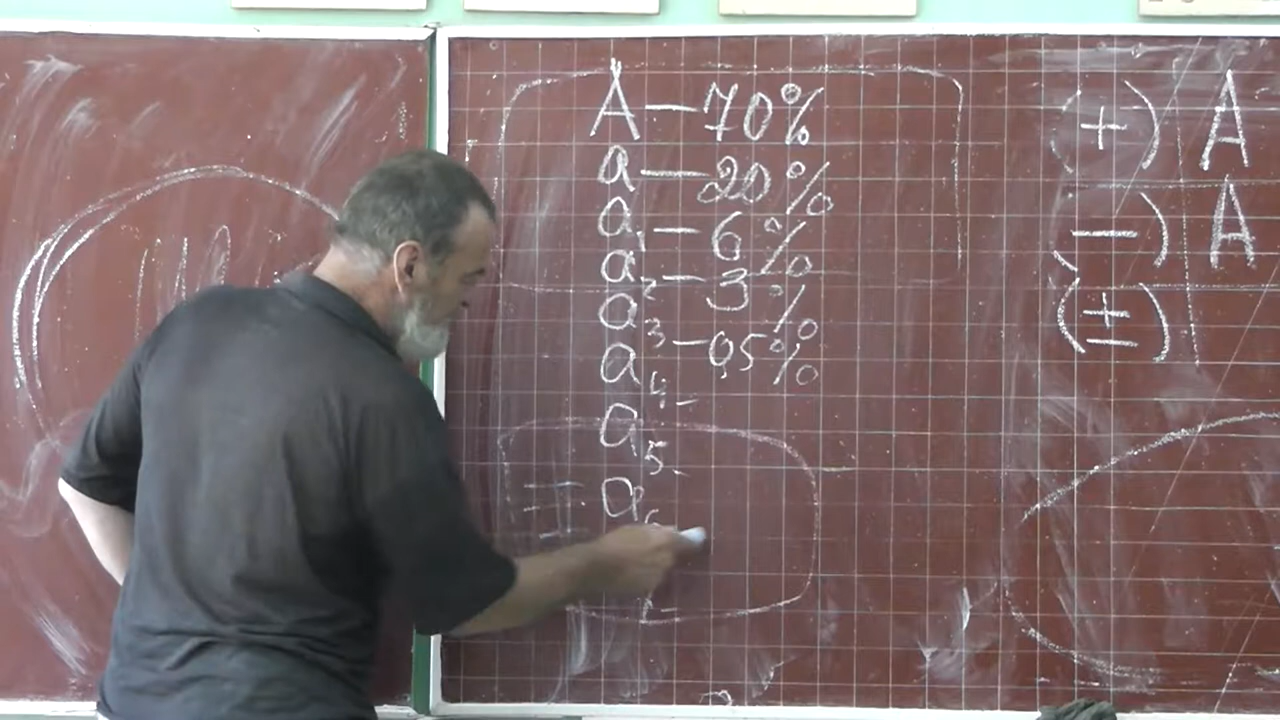 A — 70%
a — 20%
a₁ — 6%
a₂ — 3%
a₃ — 0,5%
a₄ -
a₅ -
a₆
(+) A
-) A
(±)